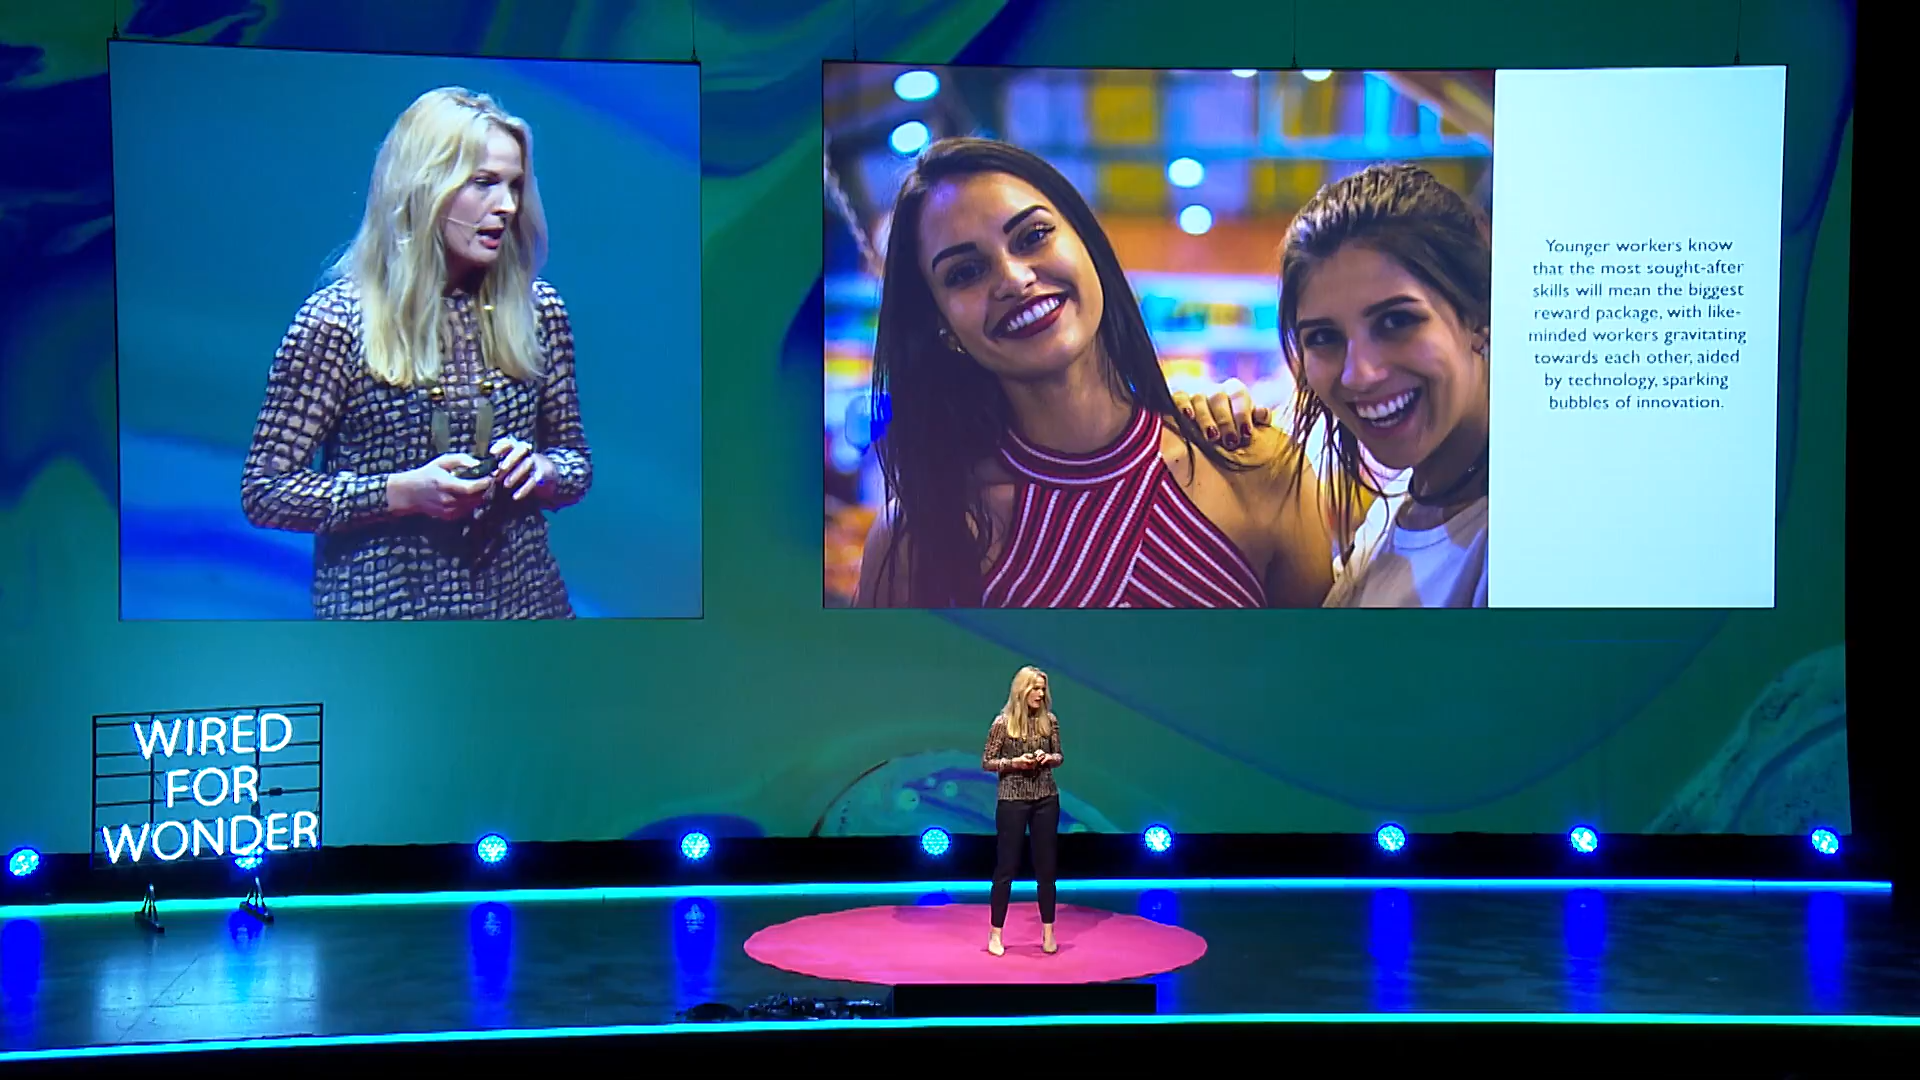 Younger workers know
that the most sought-after
skills will mean the biggest
reward package, with like-
minded workers gravitating
towards each other, aided
by technology, sparking
bubbles of innovation.
WIRED
FOR
WONDER